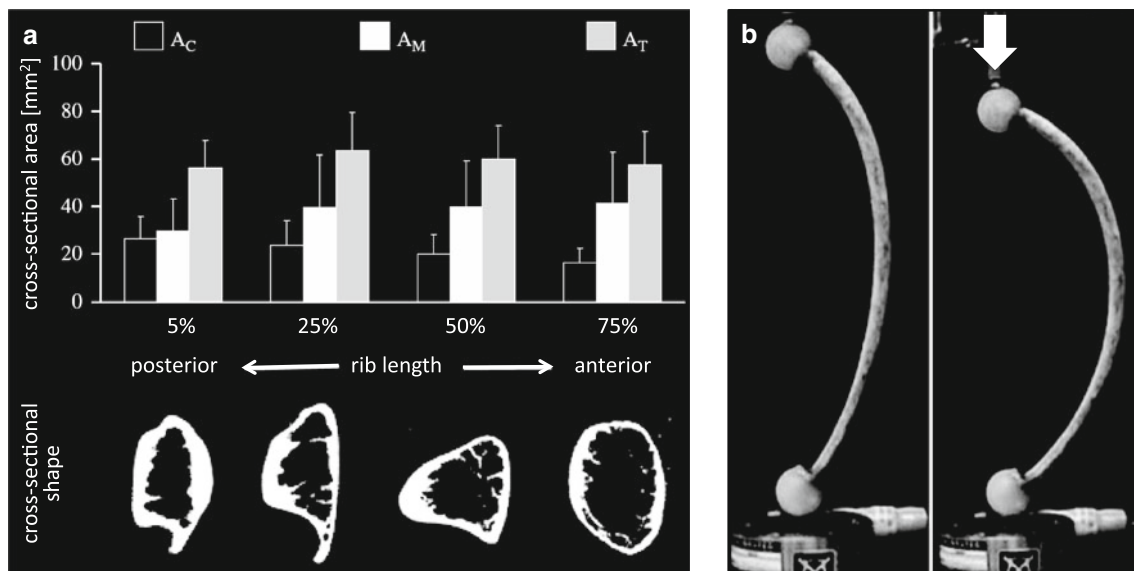 a
A_C
A_M
A_T
cross-sectional area [mm²]
100
80
60
40
20
0
5%
25%
50%
75%
posterior
rib length
anterior
cross-sectional
shape
b